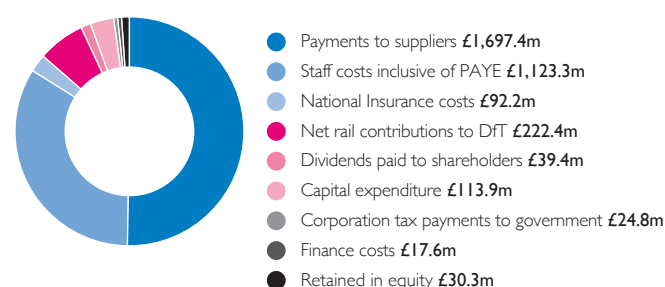 Payments to suppliers £1,697.4m
Staff costs inclusive of PAYE £1,123.3m
National Insurance costs £92.2m
Net rail contributions to DfT £222.4m
Dividends paid to shareholders £39.4m
Capital expenditure £113.9m
Corporation tax payments to government £24.8m
Finance costs £17.6m
Retained in equity £30.3m